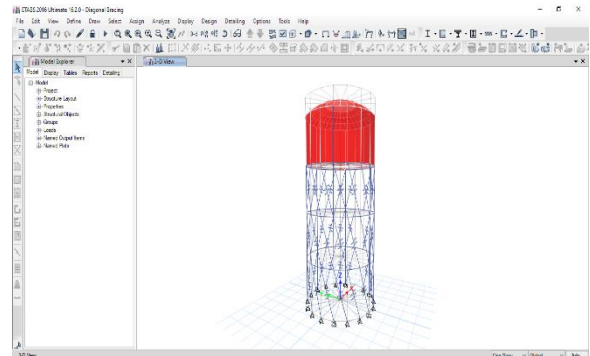 ETABS 2016 Ultimate 16.2.0 - Diagonal Bracing
File Edit View Define Draw Select Assign Analyze Display Design Detailing Options Tools Help
Model Explorer
3-D View
Model Display Tables Reports Detailing
Model
Project
Structure Layout
Properties
Structural Objects
Groups
Loads
Named Output Items
Named Plots
3-D View
One Story
Global